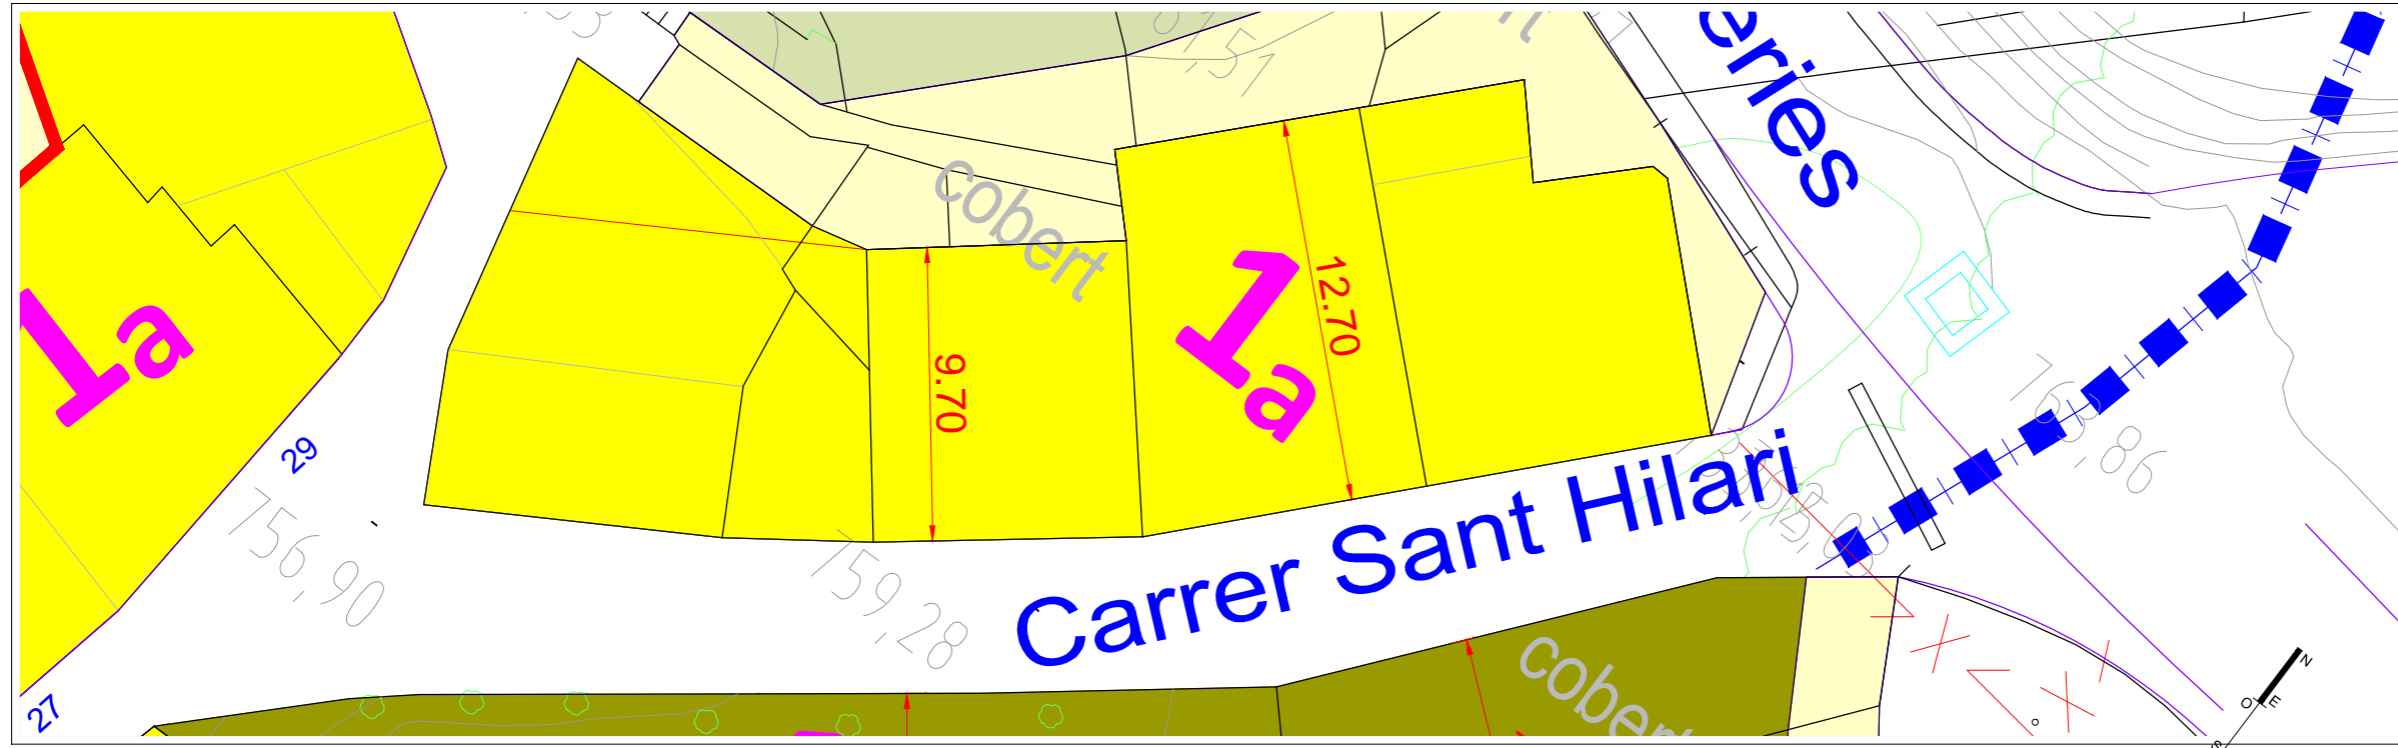 eries
cobert
1a
1a
12.70
9.70
29
756,90
759,28
Carrer Sant Hilari
27
cobert
N
E
S
O